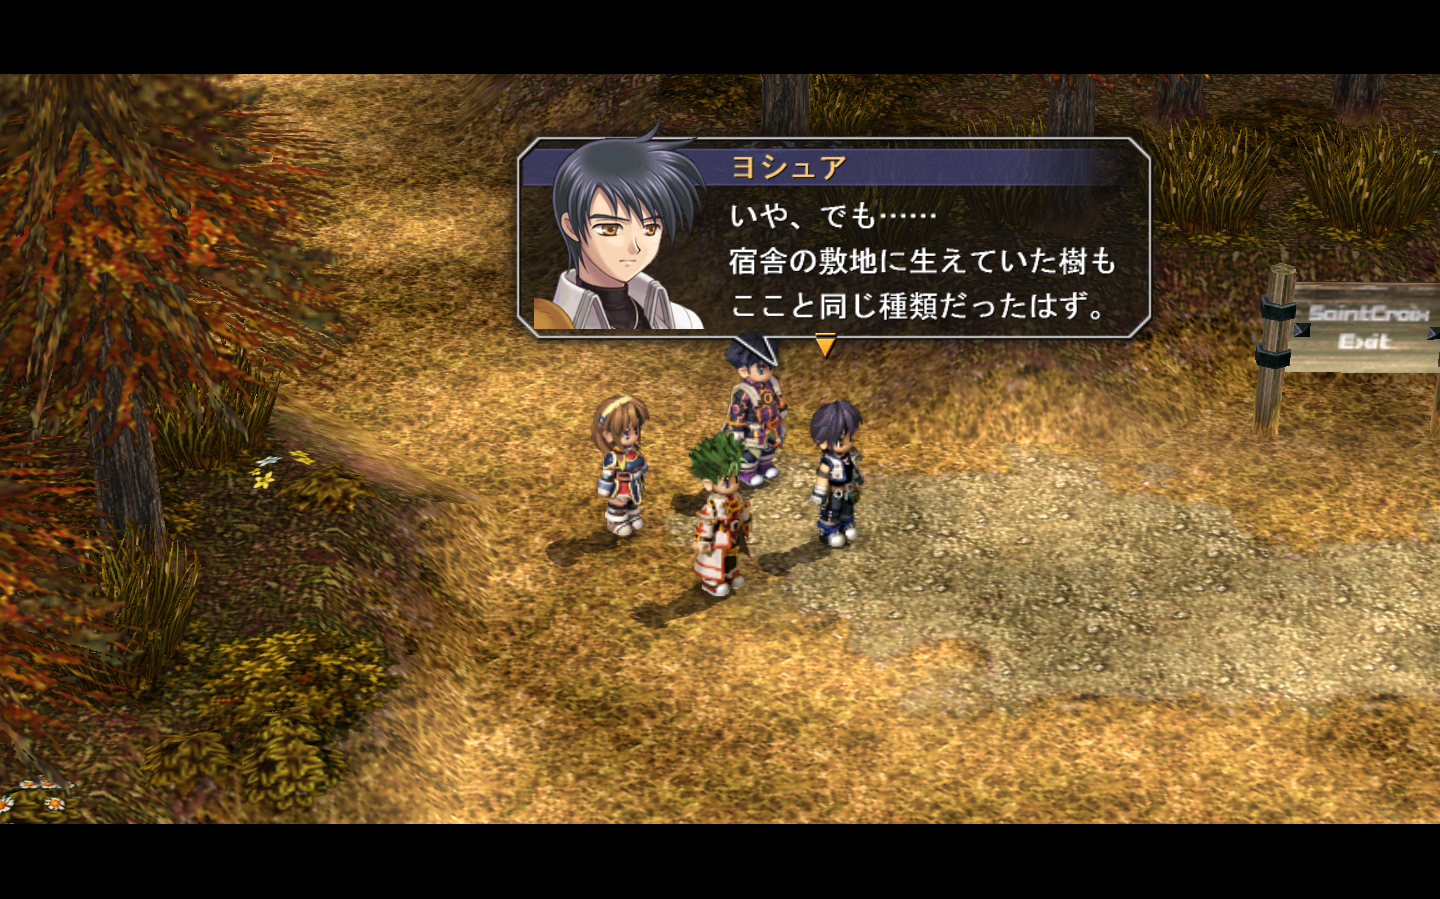 ヨシュア
いや、でも……
宿舎の敷地に生えていた樹も
ここと同じ種類だったはず。
SaintCroix
Exit